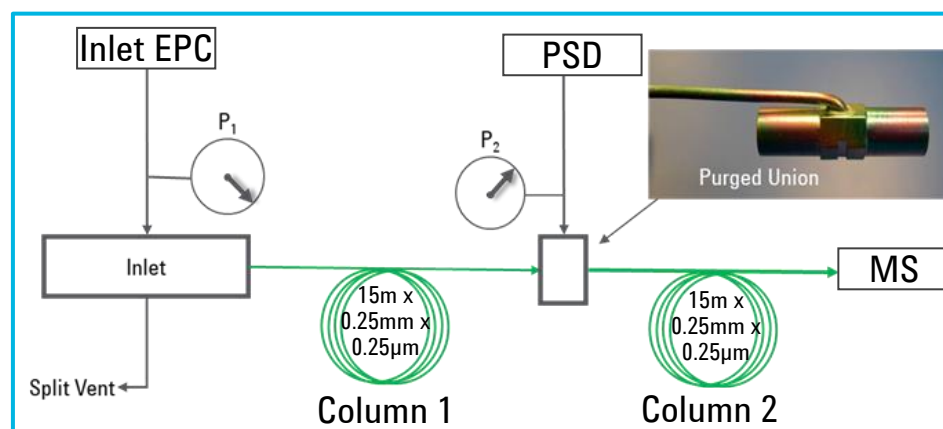 Inlet EPC
PSD
P1
P2
Purged Union
Inlet
MS
15m x
0.25mm x
0.25µm
15m x
0.25mm x
0.25µm
Split Vent
Column 1
Column 2